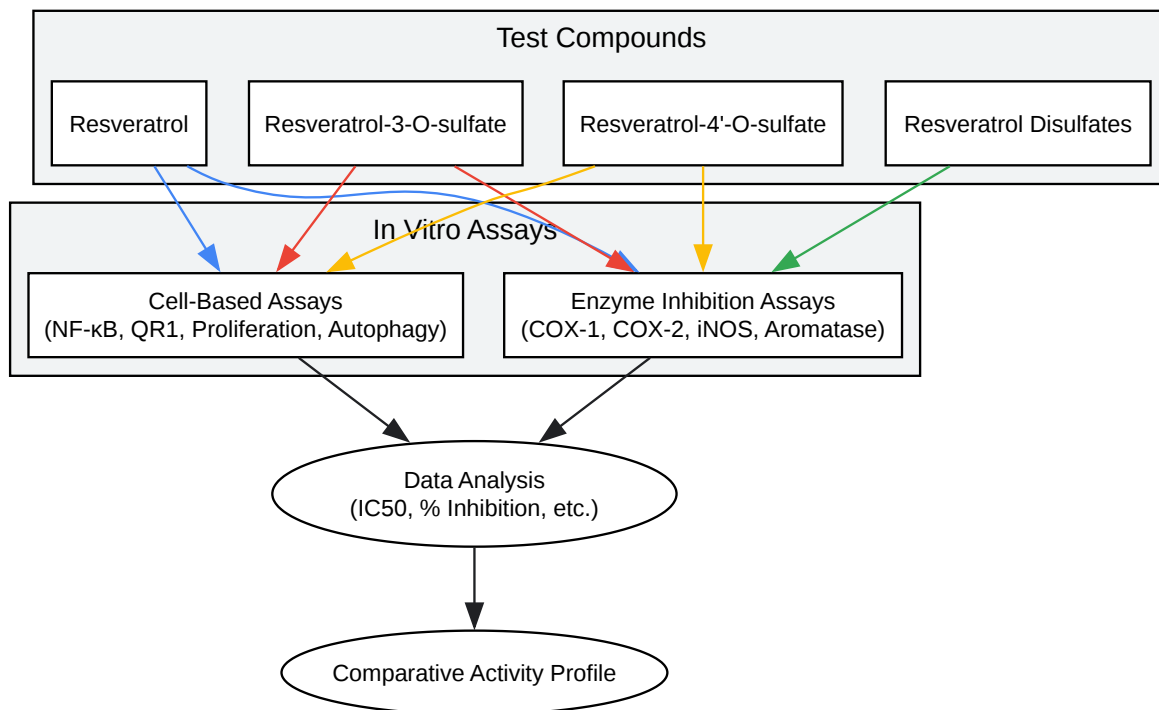 Test Compounds
Resveratrol
Resveratrol-3-O-sulfate
Resveratrol-4'-O-sulfate
Resveratrol Disulfates
In Vitro Assays
Cell-Based Assays
(NF-κB, QR1, Proliferation, Autophagy)
Enzyme Inhibition Assays
(COX-1, COX-2, iNOS, Aromatase)
Data Analysis
(IC50, % Inhibition, etc.)
Comparative Activity Profile